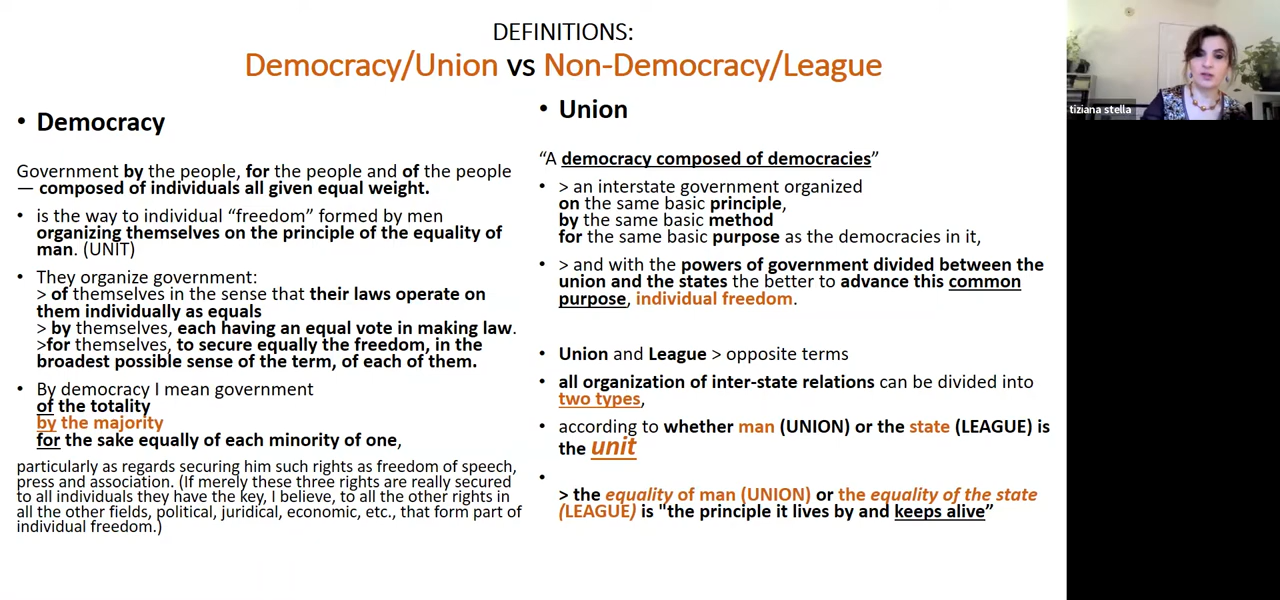 DEFINITIONS:
Democracy/Union vs Non-Democracy/League
• Democracy
Government by the people, for the people and of the people
— composed of individuals all given equal weight.
• is the way to individual “freedom” formed by men
organizing themselves on the principle of the equality of
man. (UNIT)
• They organize government:
> of themselves in the sense that their laws operate on
them individually as equals
> by themselves, each having an equal vote in making law.
>for themselves, to secure equally the freedom, in the
broadest possible sense of the term, of each of them.
• By democracy I mean government
of the totality
by the majority
for the sake equally of each minority of one,
particularly as regards securing him such rights as freedom of speech,
press and association. (If merely these three rights are really secured
to all individuals they have the key, I believe, to all the other rights in
all the other fields, political, juridical, economic, etc., that form part of
individual freedom.)
• Union
“A democracy composed of democracies”
• > an interstate government organized
on the same basic principle,
by the same basic method
for the same basic purpose as the democracies in it,
• > and with the powers of government divided between the
union and the states the better to advance this common
purpose, individual freedom.
• Union and League > opposite terms
• all organization of inter-state relations can be divided into
two types,
• according to whether man (UNION) or the state (LEAGUE) is
the unit
•
> the equality of man (UNION) or the equality of the state
(LEAGUE) is "the principle it lives by and keeps alive”
tiziana stella